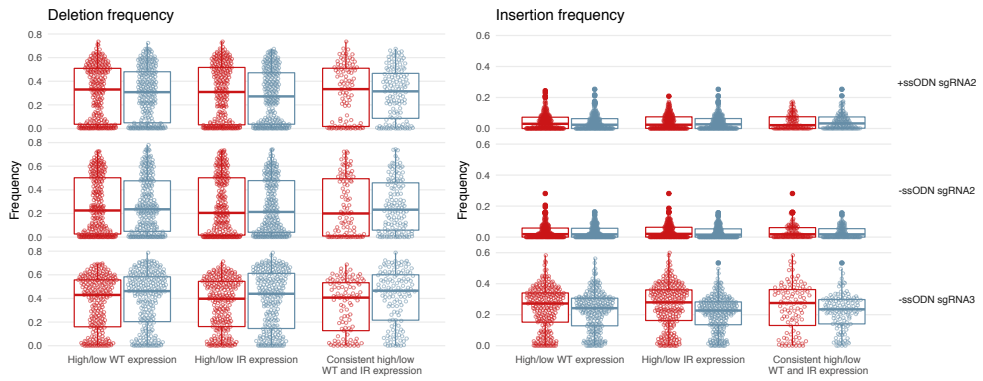 Deletion frequency
Insertion frequency
Frequency
0.8
0.6
0.4
0.2
0.0
0.8
0.6
0.4
0.2
0.0
0.8
0.6
0.4
0.2
0.0
High/low WT expression
High/low IR expression
Consistent high/low
WT and IR expression
Frequency
0.6
0.4
0.2
0.0
0.6
0.4
0.2
0.0
0.6
0.4
0.2
0.0
High/low WT expression
High/low IR expression
Consistent high/low
WT and IR expression
+ssODN sgRNA2
-ssODN sgRNA2
-ssODN sgRNA3